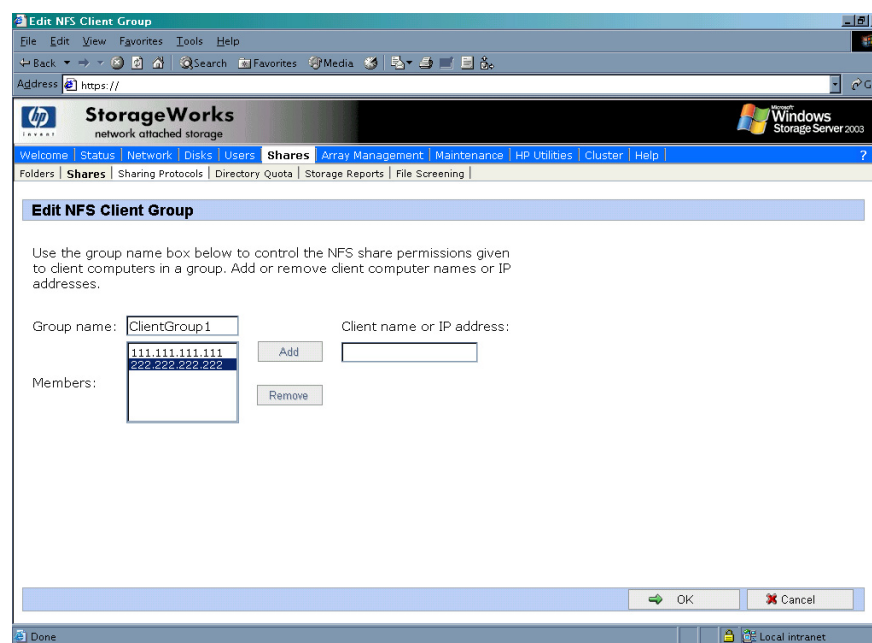 Edit NFS Client Group
File Edit View Favorites Tools Help
Back Search Favorites Media
Address https:// G
hp StorageWorks Microsoft Windows
invent network attached storage Storage Server 2003
Welcome | Status | Network | Disks | Users | Shares | Array Management | Maintenance | HP Utilities | Cluster | Help | ?
Folders | Shares | Sharing Protocols | Directory Quota | Storage Reports | File Screening |
Edit NFS Client Group
Use the group name box below to control the NFS share permissions given
to client computers in a group. Add or remove client computer names or IP
addresses.
Group name: ClientGroup1 Client name or IP address:
111.111.111.111 Add
222.222.222.222
Members:
Remove
OK Cancel
Done Local intranet